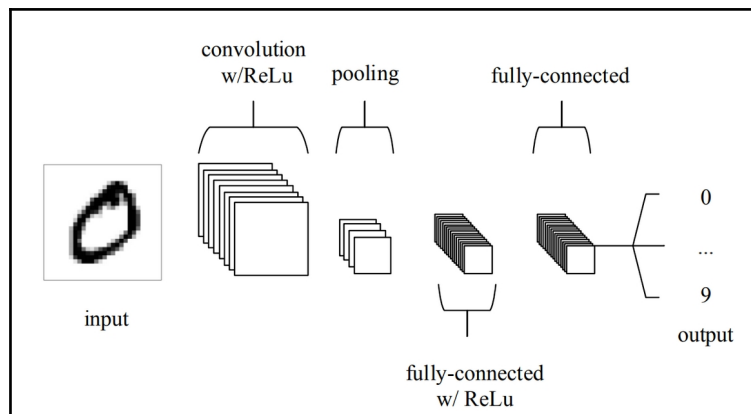 convolution
w/ReLu
pooling
fully-connected
0
...
9
input
output
fully-connected
w/ ReLu